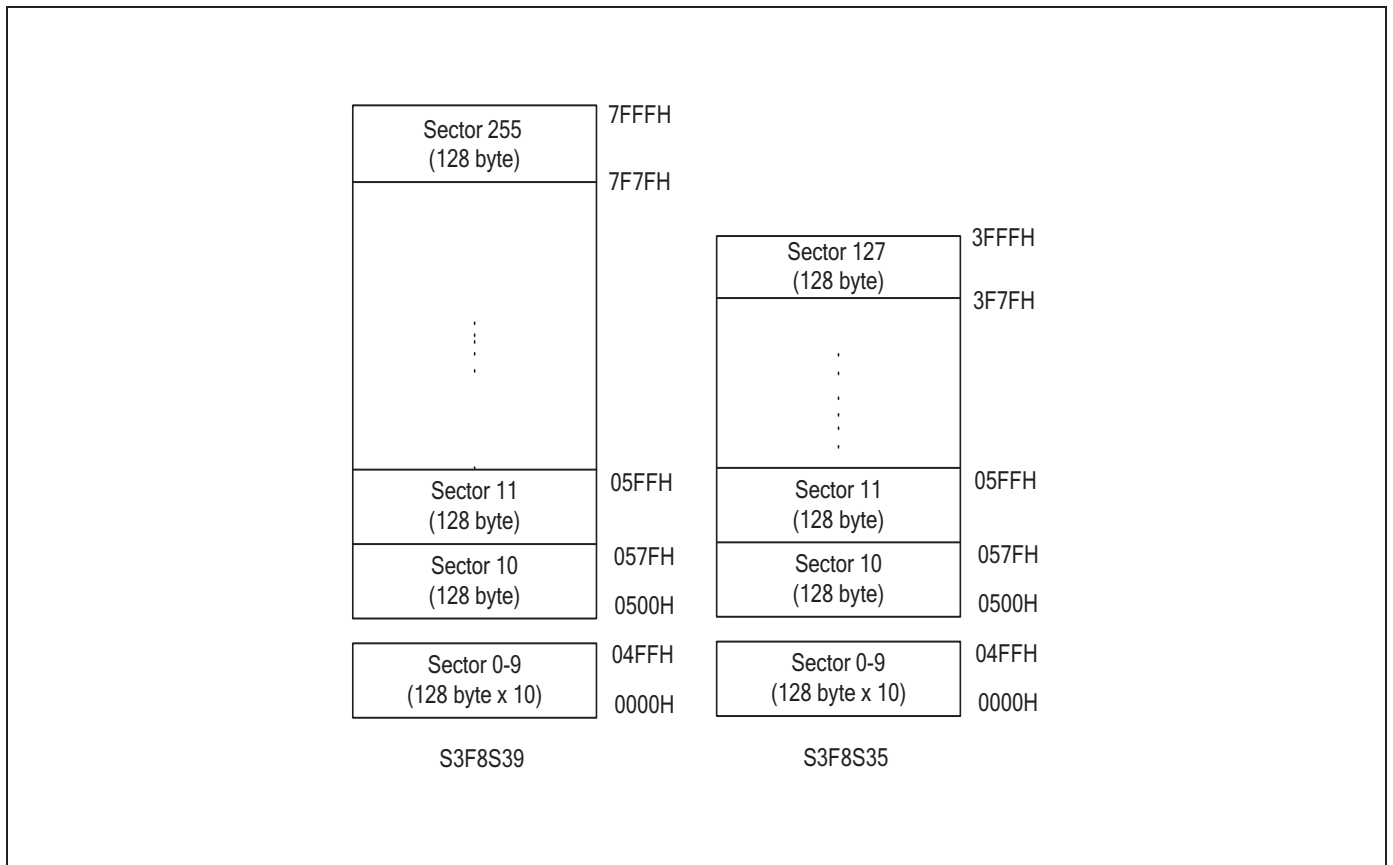 Sector 255
(128 byte)
7FFFH
7F7FH
Sector 11
(128 byte)
05FFH
Sector 10
(128 byte)
057FH
0500H
Sector 0-9
(128 byte x 10)
04FFH
0000H
S3F8S39
Sector 127
(128 byte)
3FFFH
3F7FH
Sector 11
(128 byte)
05FFH
Sector 10
(128 byte)
057FH
0500H
Sector 0-9
(128 byte x 10)
04FFH
0000H
S3F8S35